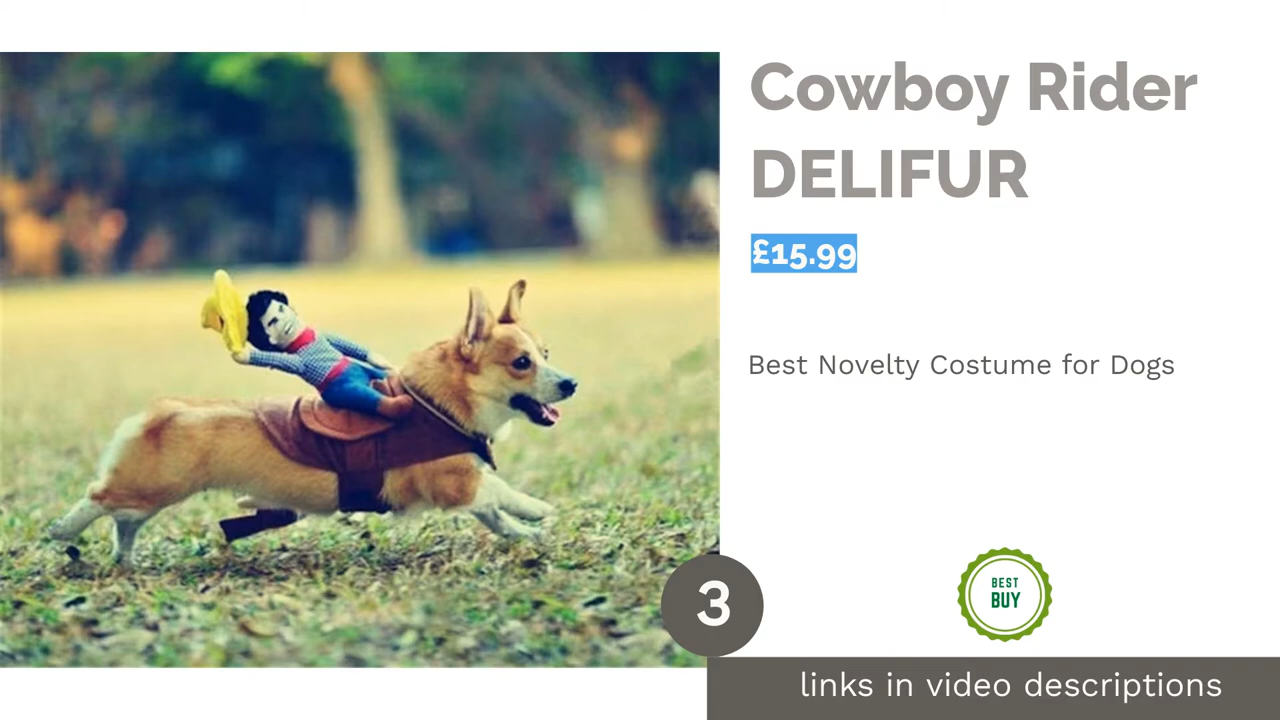 Cowboy Rider
DELIFUR
£15.99
Best Novelty Costume for Dogs
3
BEST
BUY
links in video descriptions